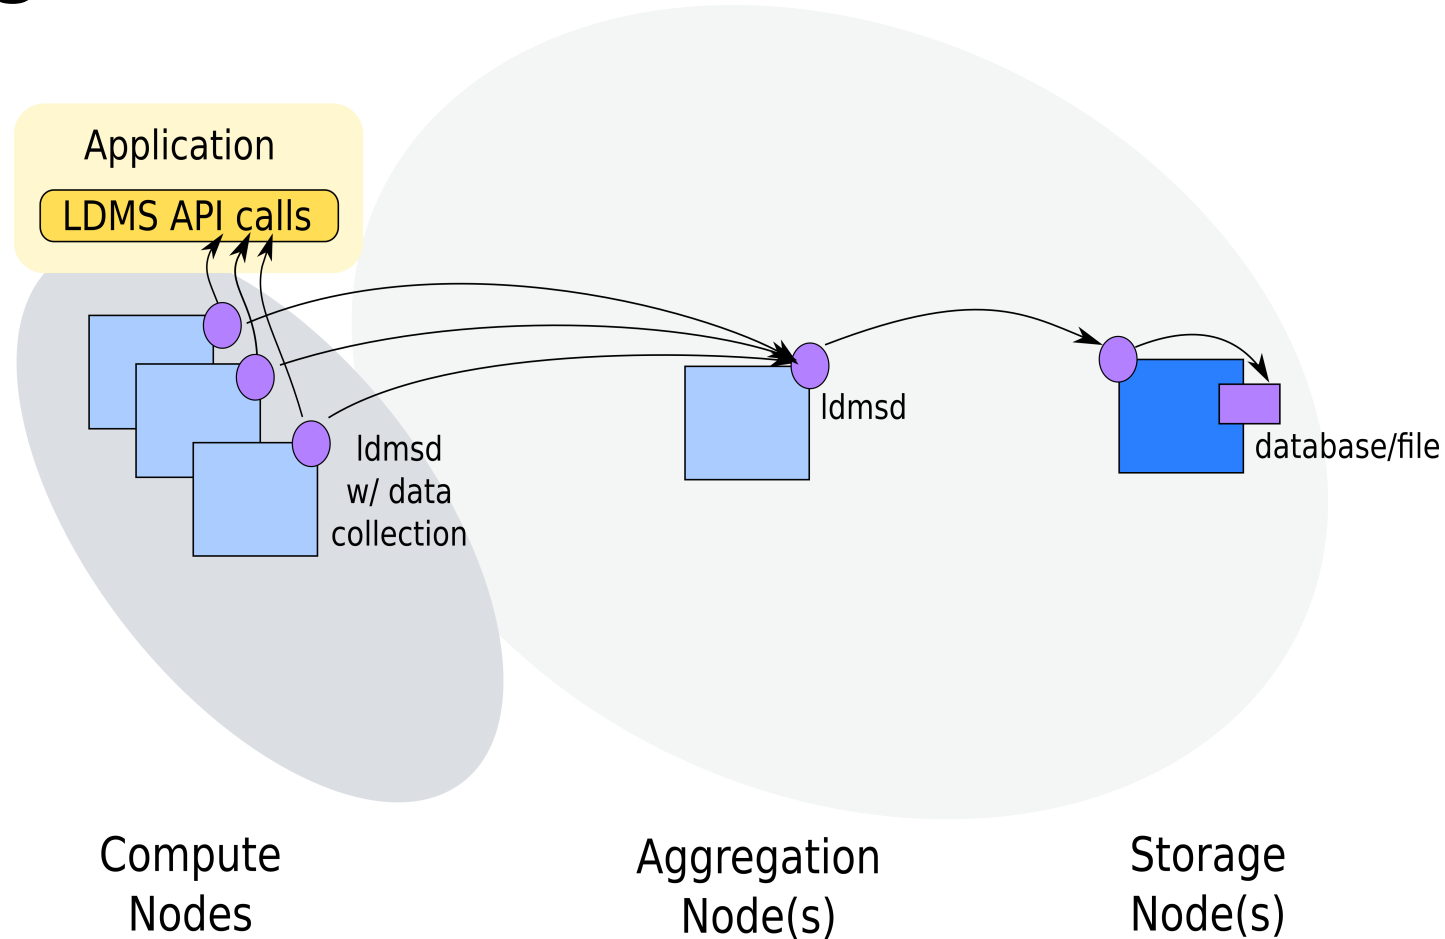 Application
LDMS API calls
ldmsd
w/ data
collection
ldmsd
database/file
Compute
Nodes
Aggregation
Node(s)
Storage
Node(s)